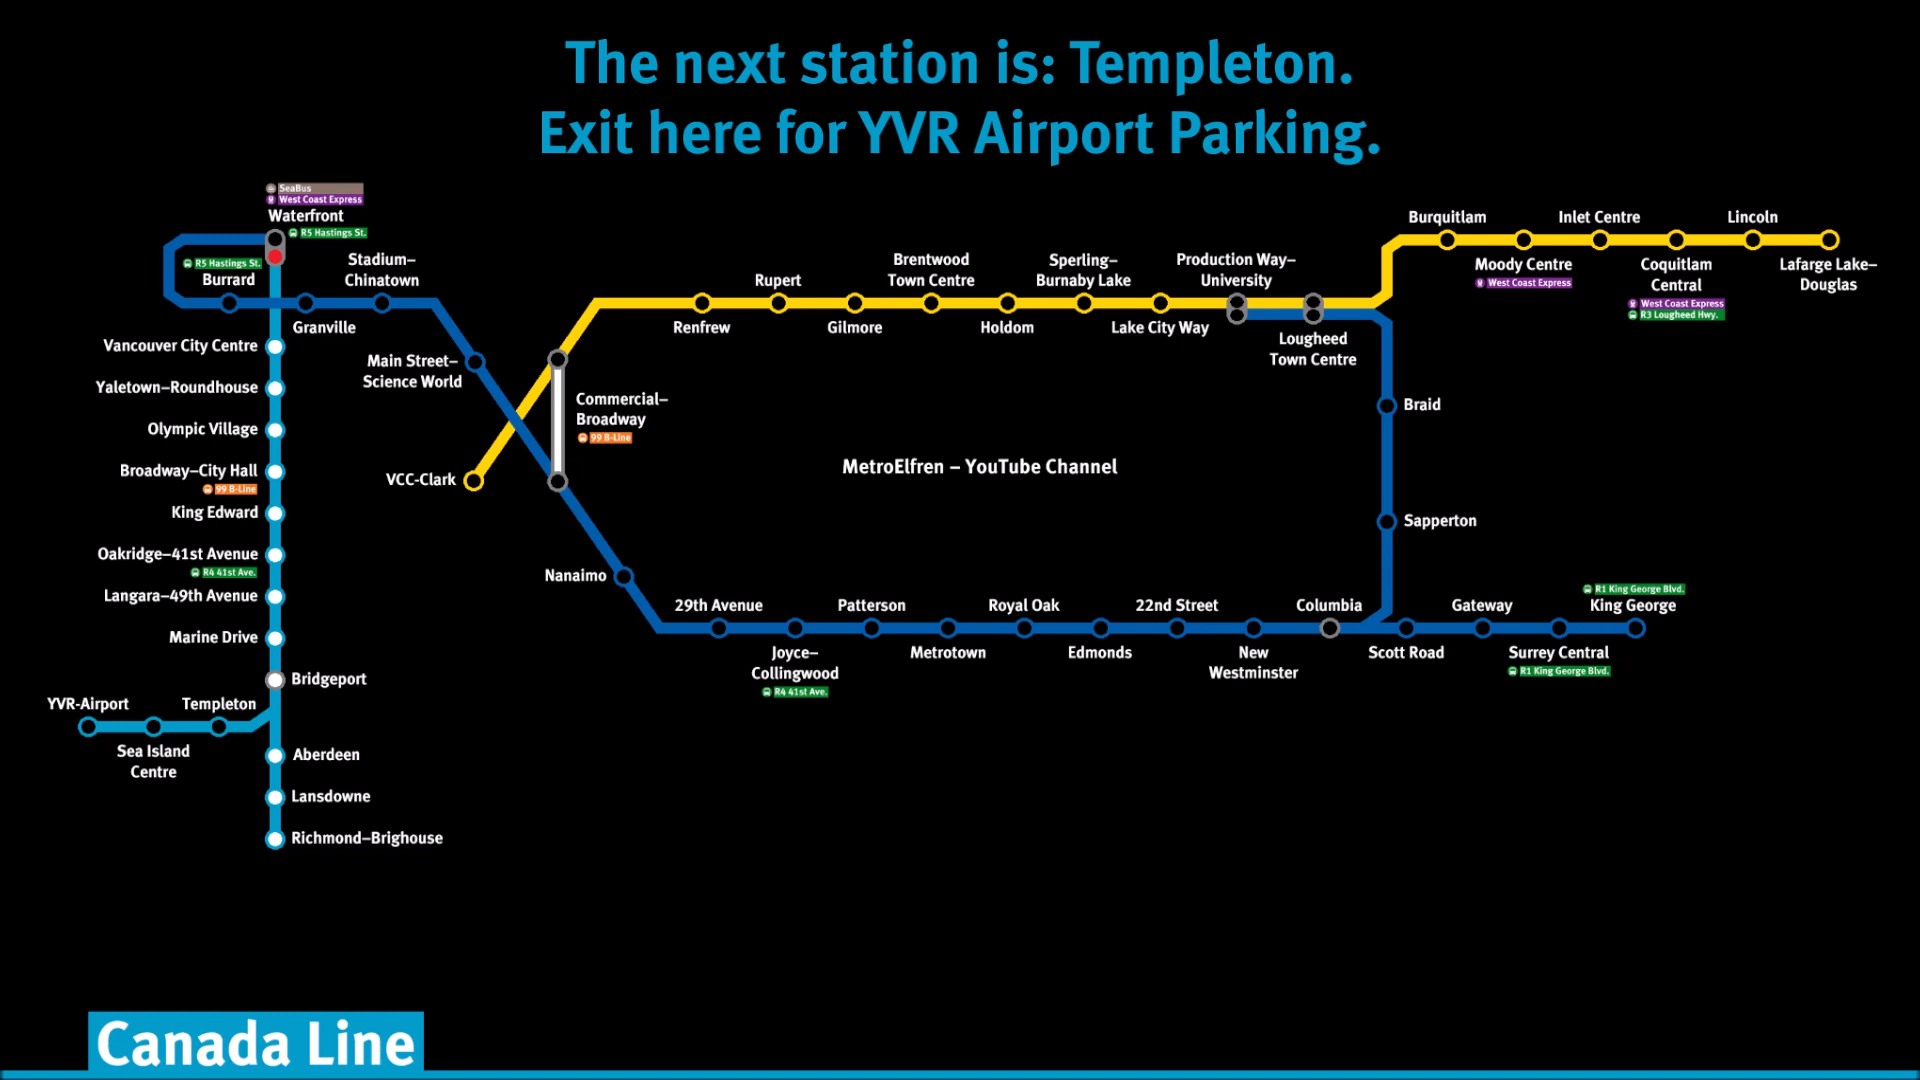 The next station is: Templeton.
Exit here for YVR Airport Parking.
SeaBus
West Coast Express
Waterfront
R5 Hastings St.
R5 Hastings St.
Burrard
Granville
Stadium–
Chinatown
Main Street–
Science World
Vancouver City Centre
Yaletown–Roundhouse
Olympic Village
Broadway–City Hall
99 B-Line
King Edward
Oakridge–41st Avenue
R4 41st Ave.
Langara–49th Avenue
Marine Drive
Bridgeport
YVR-Airport
Sea Island
Centre
Templeton
Aberdeen
Lansdowne
Richmond–Brighouse
VCC-Clark
Commercial–
Broadway
99 B-Line
Renfrew
Rupert
Gilmore
Brentwood
Town Centre
Holdom
Sperling–
Burnaby Lake
Lake City Way
Production Way–
University
Lougheed
Town Centre
Burquitlam
Moody Centre
West Coast Express
Inlet Centre
Coquitlam
Central
West Coast Express
R3 Lougheed Hwy.
Lincoln
Lafarge Lake–
Douglas
MetroElfren – YouTube Channel
Braid
Sapperton
Nanaimo
29th Avenue
Joyce–
Collingwood
R4 41st Ave.
Patterson
Metrotown
Royal Oak
Edmonds
22nd Street
New
Westminster
Columbia
Scott Road
Gateway
Surrey Central
R1 King George Blvd.
R1 King George Blvd.
King George
Canada Line